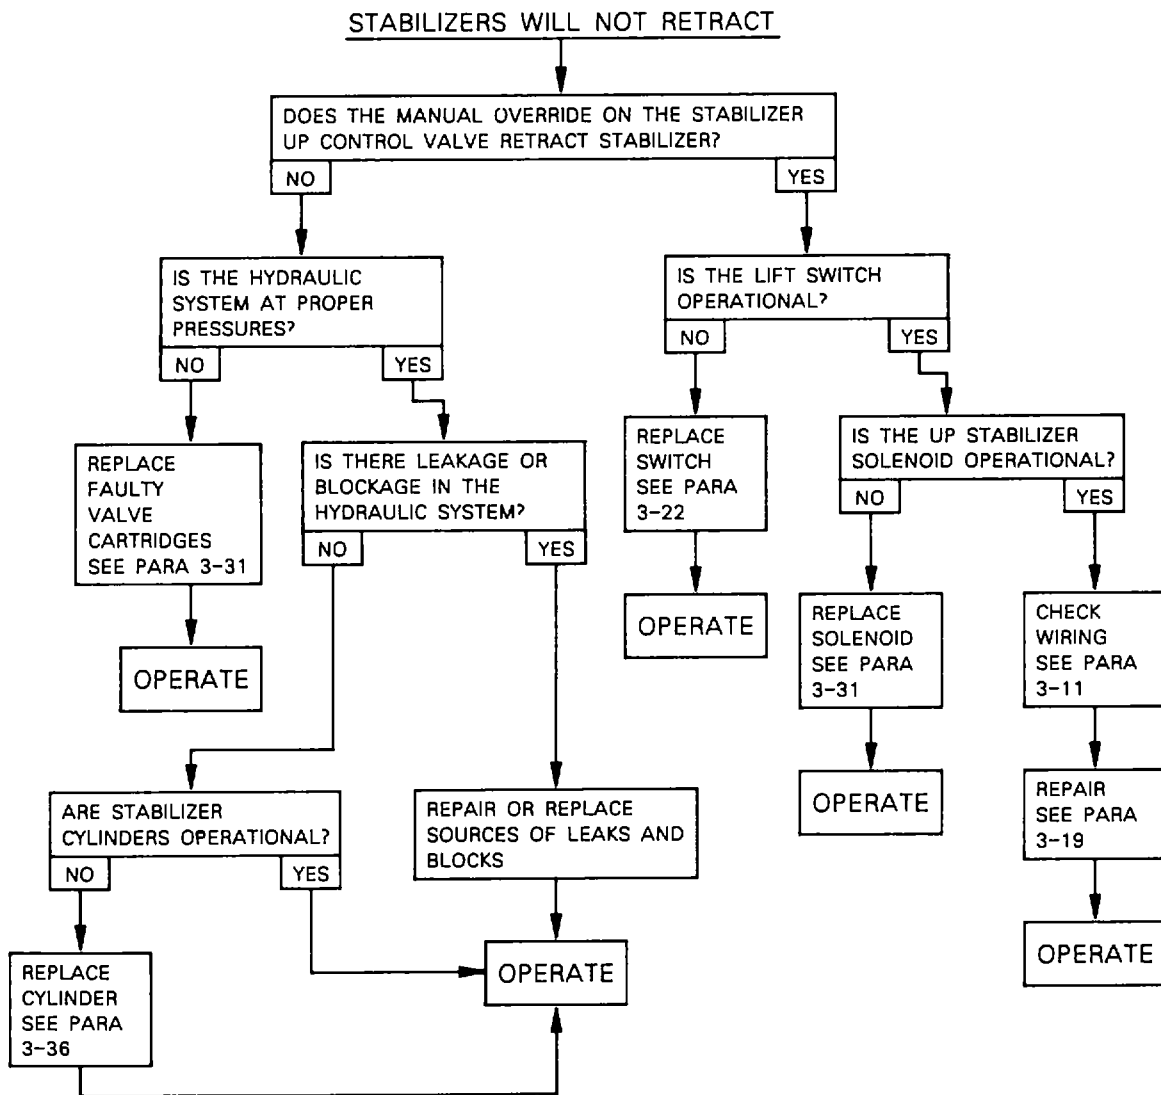 STABILIZERS WILL NOT RETRACT
DOES THE MANUAL OVERRIDE ON THE STABILIZER
UP CONTROL VALVE RETRACT STABILIZER?
NO
YES
IS THE HYDRAULIC
SYSTEM AT PROPER
PRESSURES?
NO
YES
IS THE LIFT SWITCH
OPERATIONAL?
NO
YES
REPLACE
FAULTY
VALVE
CARTRIDGES
SEE PARA 3-31
OPERATE
IS THERE LEAKAGE OR
BLOCKAGE IN THE
HYDRAULIC SYSTEM?
NO
YES
REPLACE
SWITCH
SEE PARA
3-22
OPERATE
IS THE UP STABILIZER
SOLENOID OPERATIONAL?
NO
YES
REPLACE
SOLENOID
SEE PARA
3-31
OPERATE
CHECK
WIRING
SEE PARA
3-11
REPAIR
SEE PARA
3-19
OPERATE
ARE STABILIZER
CYLINDERS OPERATIONAL?
NO
YES
REPAIR OR REPLACE
SOURCES OF LEAKS AND
BLOCKS
OPERATE
REPLACE
CYLINDER
SEE PARA
3-36